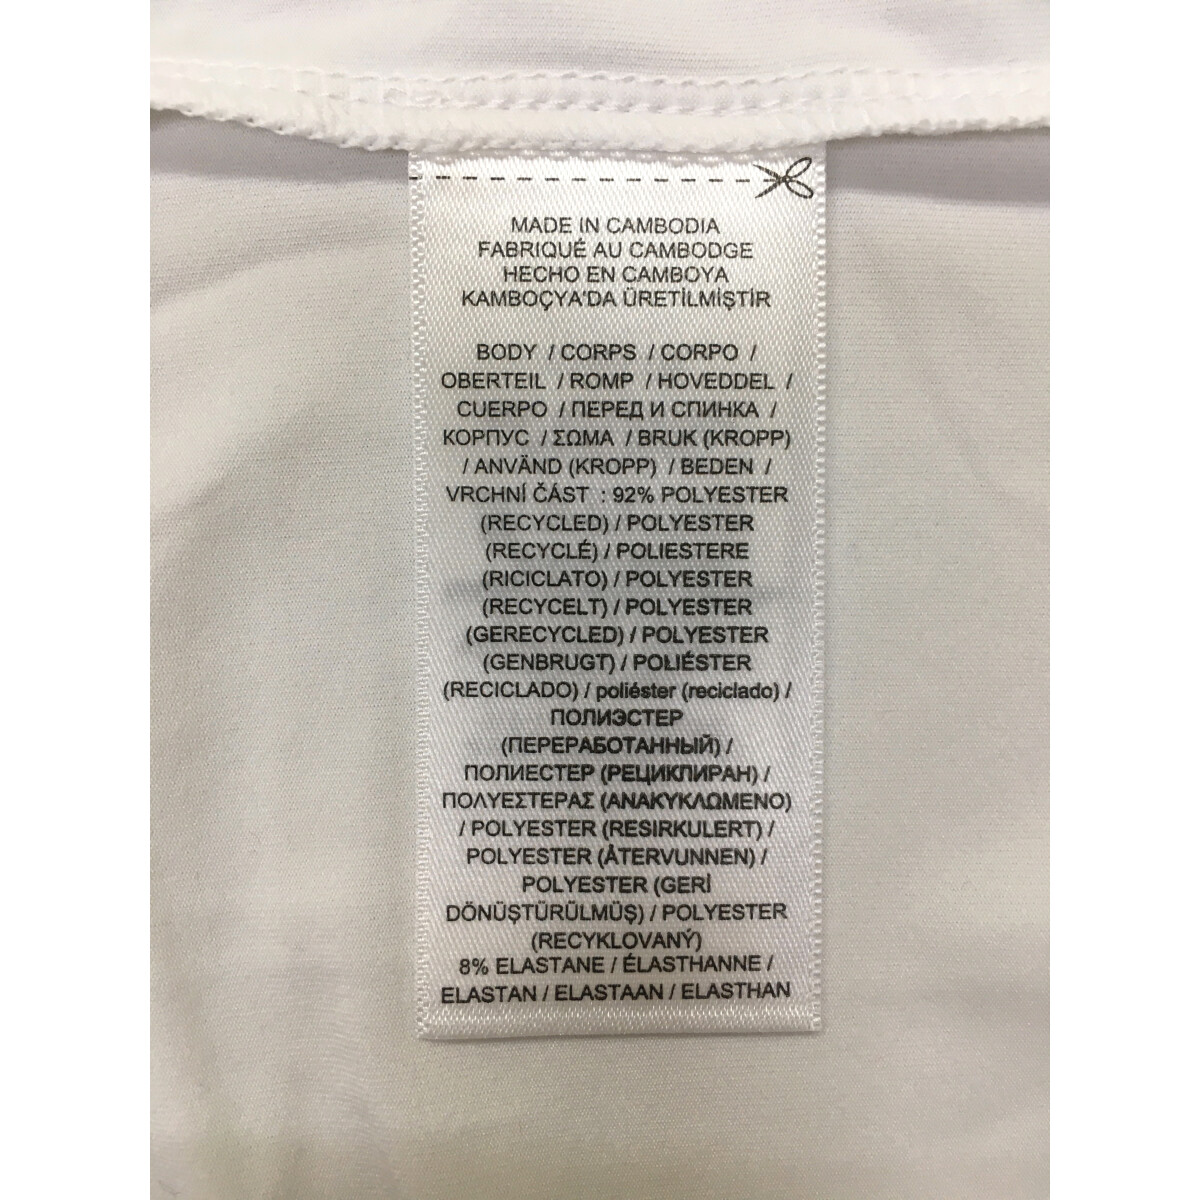 MADE IN CAMBODIA
FABRIQUÉ AU CAMBODGE
HECHO EN CAMBOYA
KAMBOÇYA'DA ÜRETİLMİŞTİR
BODY / CORPS / CORPO /
OBERTEIL / ROMP / HOVEDDEL /
CUERPO / ПЕРЕД И СПИНКА /
КОРПУС / ΣΩΜΑ / BRUK (KROPP)
/ ANVÄND (KROPP) / BEDEN /
VRCHNÍ ČÁST : 92% POLYESTER
(RECYCLED) / POLYESTER
(RECYCLÉ) / POLIESTERE
(RICICLATO) / POLYESTER
(RECYCELT) / POLYESTER
(GERECYCLED) / POLYESTER
(GENBRUGT) / POLIÉSTER
(RECICLADO) / poliéster (reciclado) /
ПОЛИЭСТЕР
(ПЕРЕРАБОТАННЫЙ) /
ПОЛИЕСТЕР (РЕЦИКЛИРАН) /
ΠΟΛΥΕΣΤΕΡΑΣ (ΑΝΑΚΥΚΛΩΜΕΝΟ)
/ POLYESTER (RESIRKULERT) /
POLYESTER (ÅTERVUNNEN) /
POLYESTER (GERİ
DÖNÜŞTÜRÜLMÜŞ) / POLYESTER
(RECYKLOVANÝ)
8% ELASTANE / ÉLASTHANNE /
ELASTAN / ELASTAAN / ELASTHAN